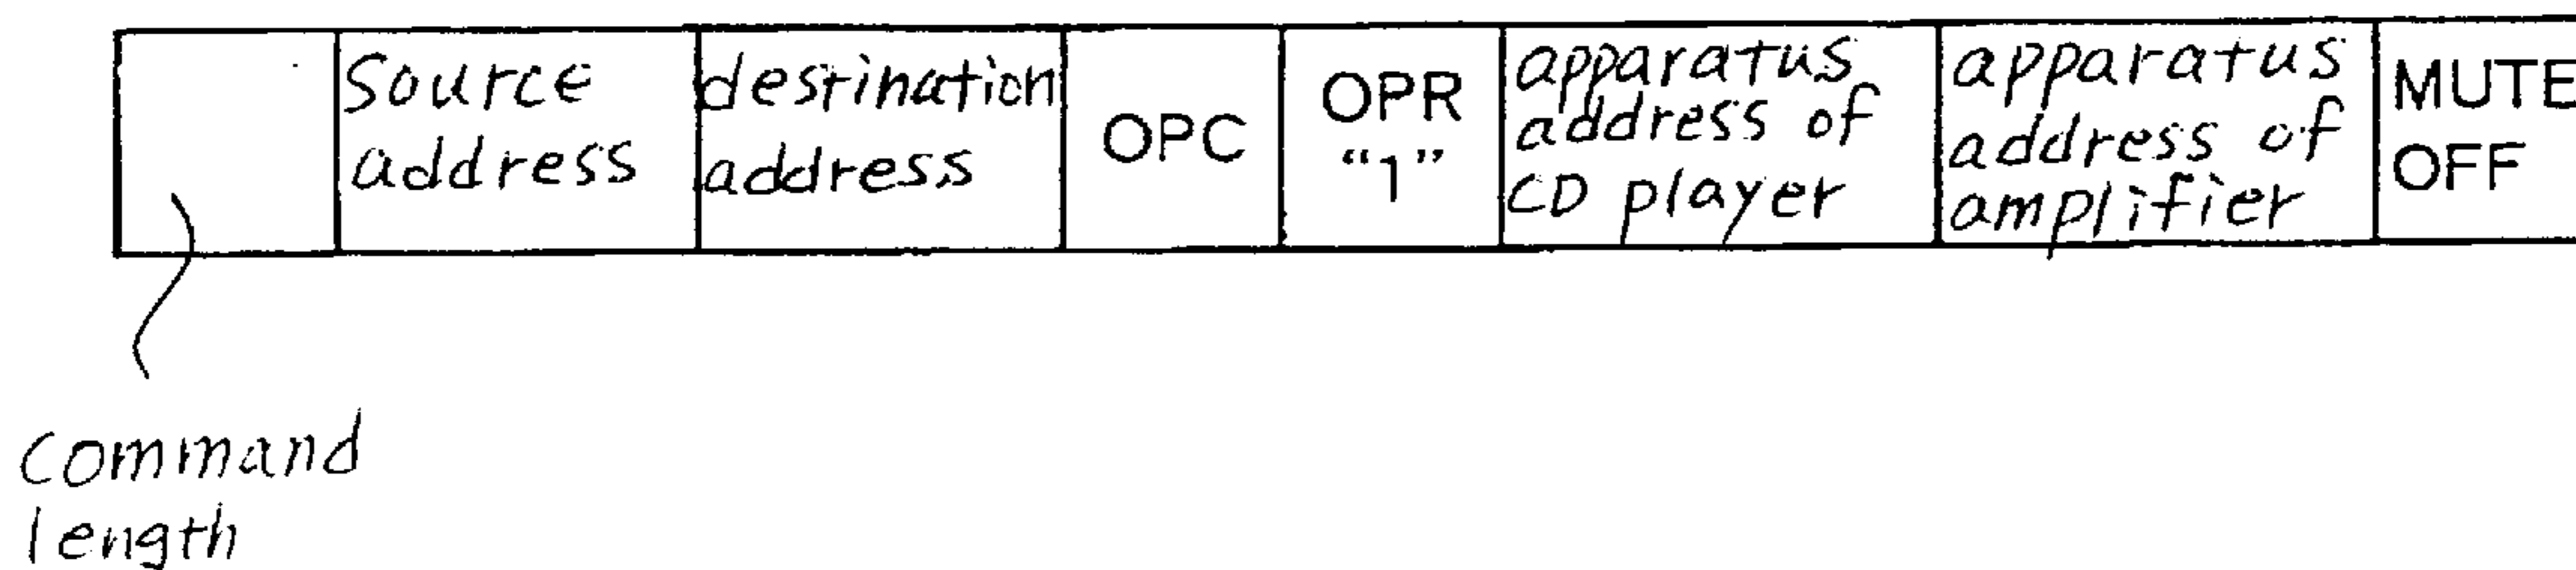 Source
address
destination
address
OPC
OPR
“1”
apparatus
address of
CD player
apparatus
address of
amplifier
MUTE
OFF
command
length